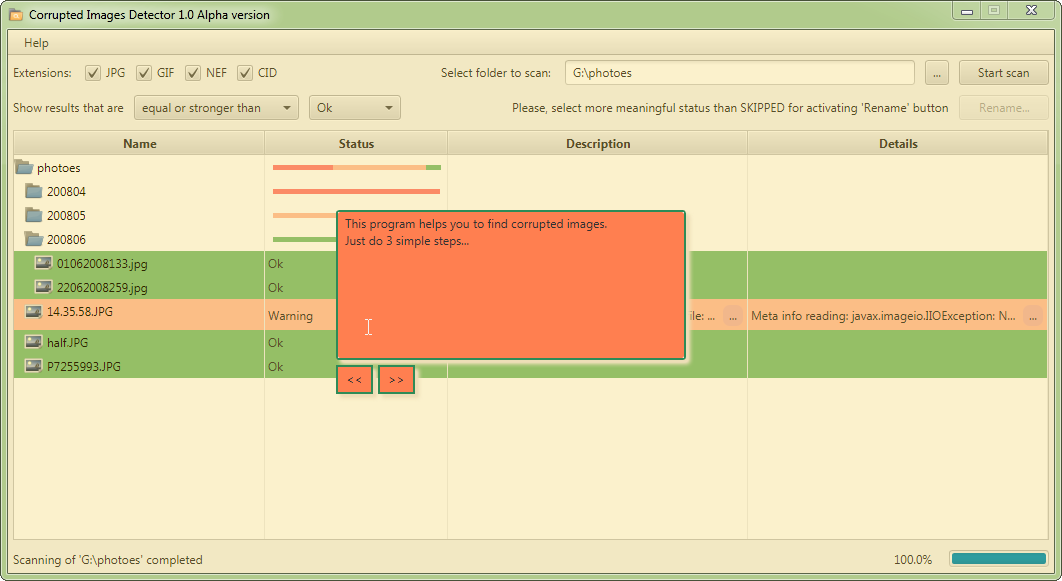 Corrupted Images Detector 1.0 Alpha version
Help
Extensions: JPG GIF NEF CID Select folder to scan: G:\photoes ... Start scan
Show results that are equal or stronger than Ok Please, select more meaningful status than SKIPPED for activating 'Rename' button Rename...
Name Status Description Details
photoes
200804
200805
200806
This program helps you to find corrupted images.
Just do 3 simple steps...
01062008133.jpg Ok
22062008259.jpg Ok
14.35.58.JPG Warning ile: ... ... Meta info reading: javax.imageio.IIOException: N... ...
half.JPG Ok
P7255993.JPG Ok
<< >>
Scanning of 'G:\photoes' completed 100.0%